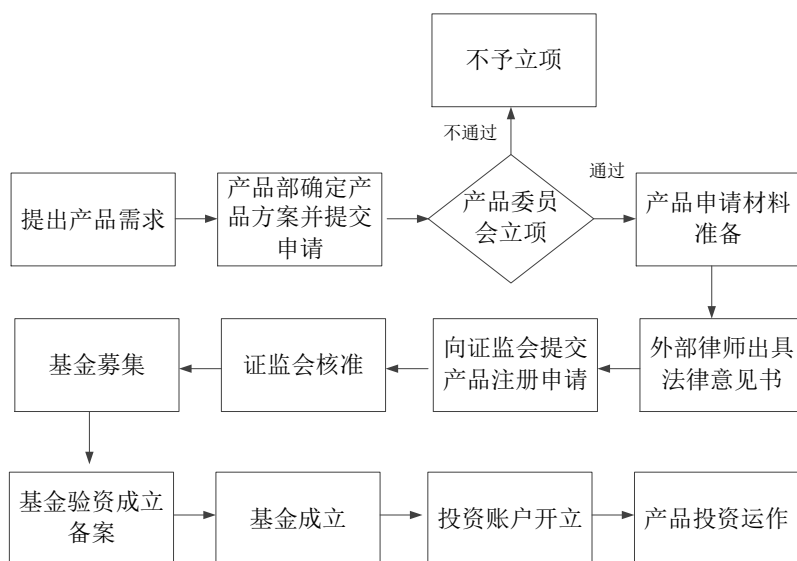 不予立项
不通过
提出产品需求
产品部确定产
品方案并提交
申请
产品委员
会立项
通过
产品申请材料
准备
基金募集
证监会核准
向证监会提交
产品注册申请
外部律师出具
法律意见书
基金验资成立
备案
基金成立
投资账户开立
产品投资运作